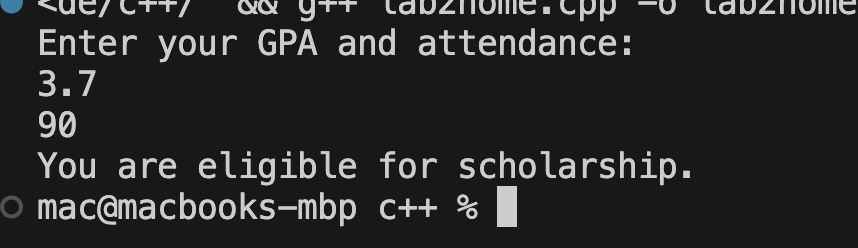 <de/c++/" && g++ lab2home.cpp -o lab2home
Enter your GPA and attendance:
3.7
90
You are eligible for scholarship.
mac@macbooks-mbp c++ %